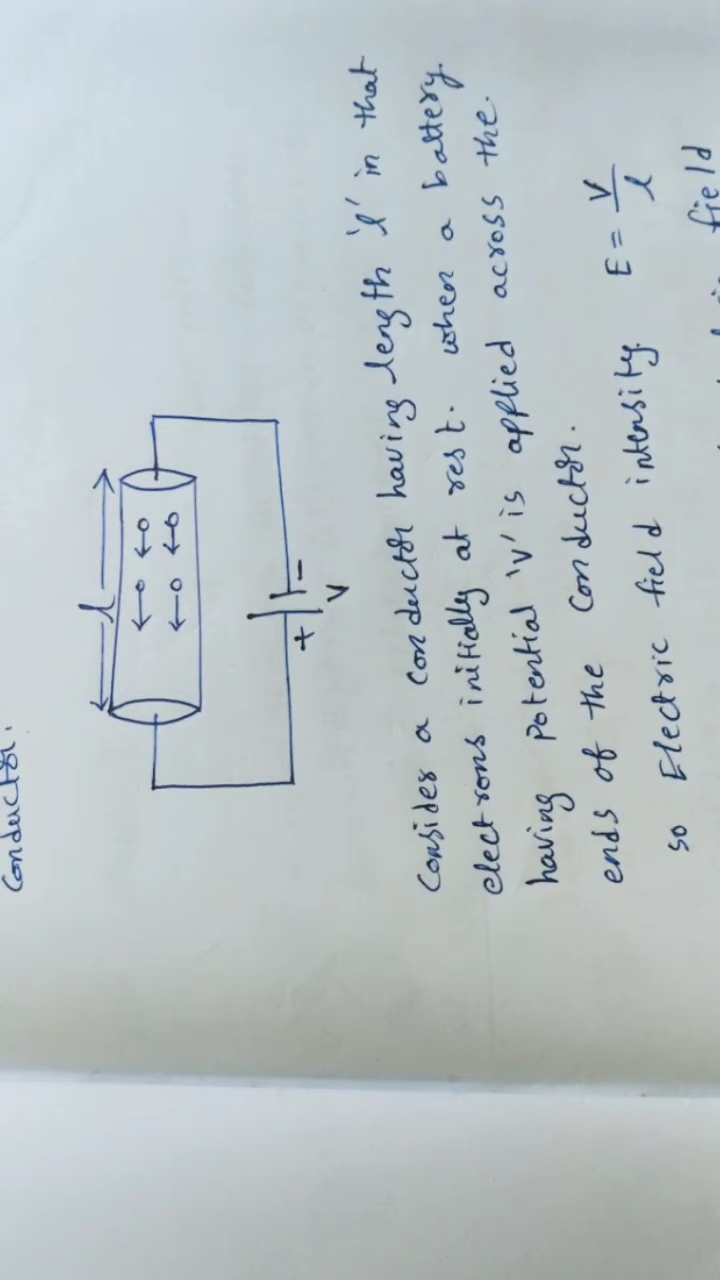 conductor.
l
+ -
V
Consider a conductor having length 'l' in that
electrons initially at rest. when a battery
having potential 'V' is applied across the
ends of the conductor.
so Electric field intensity. E = V/l
field